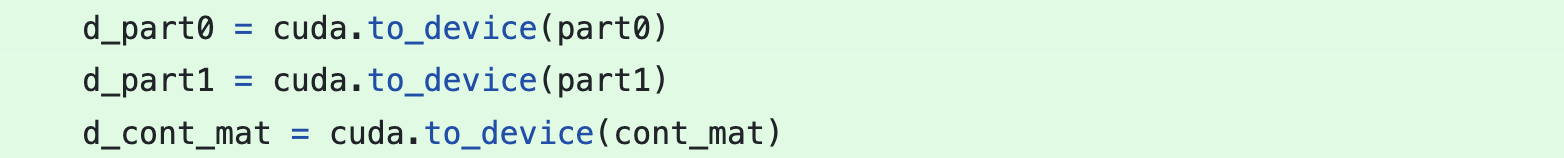 d_part0 = cuda.to_device(part0)
d_part1 = cuda.to_device(part1)
d_cont_mat = cuda.to_device(cont_mat)